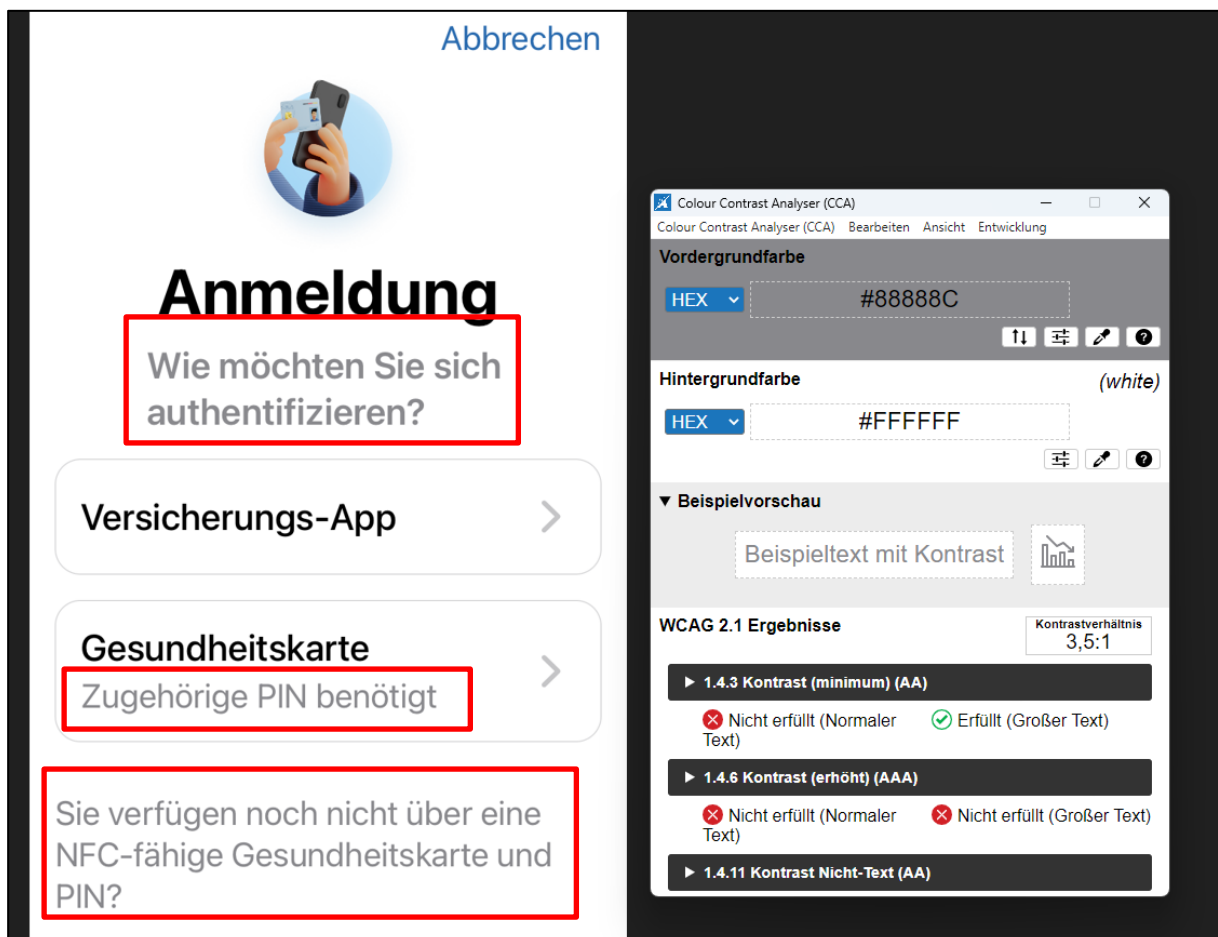 Abbrechen
Anmeldung
Wie möchten Sie sich
authentifizieren?
Versicherungs-App
Gesundheitskarte
Zugehörige PIN benötigt
Sie verfügen noch nicht über eine
NFC-fähige Gesundheitskarte und
PIN?
Colour Contrast Analyser (CCA)
Colour Contrast Analyser (CCA) Bearbeiten Ansicht Entwicklung
Vordergrundfarbe
HEX #88888C
Hintergrundfarbe (white)
HEX #FFFFFF
▼ Beispielvorschau
Beispieltext mit Kontrast
WCAG 2.1 Ergebnisse
Kontrastverhältnis
3,5:1
1.4.3 Kontrast (minimum) (AA)
Nicht erfüllt (Normaler
Text)
Erfüllt (Großer Text)
1.4.6 Kontrast (erhöht) (AAA)
Nicht erfüllt (Normaler
Text)
Nicht erfüllt (Großer Text)
1.4.11 Kontrast Nicht-Text (AA)